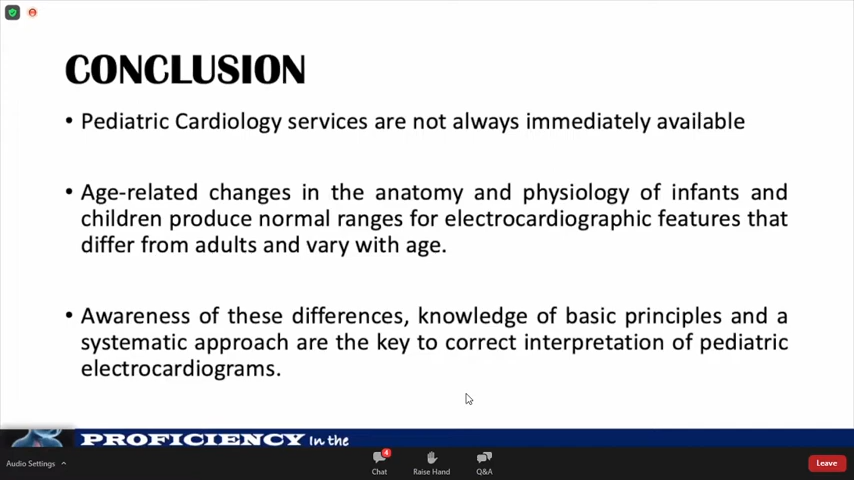 CONCLUSION
• Pediatric Cardiology services are not always immediately available
• Age-related changes in the anatomy and physiology of infants and
children produce normal ranges for electrocardiographic features that
differ from adults and vary with age.
• Awareness of these differences, knowledge of basic principles and a
systematic approach are the key to correct interpretation of pediatric
electrocardiograms.
PROFICIENCY In the
Audio Settings
4
Chat
Raise Hand
Q&A
Leave